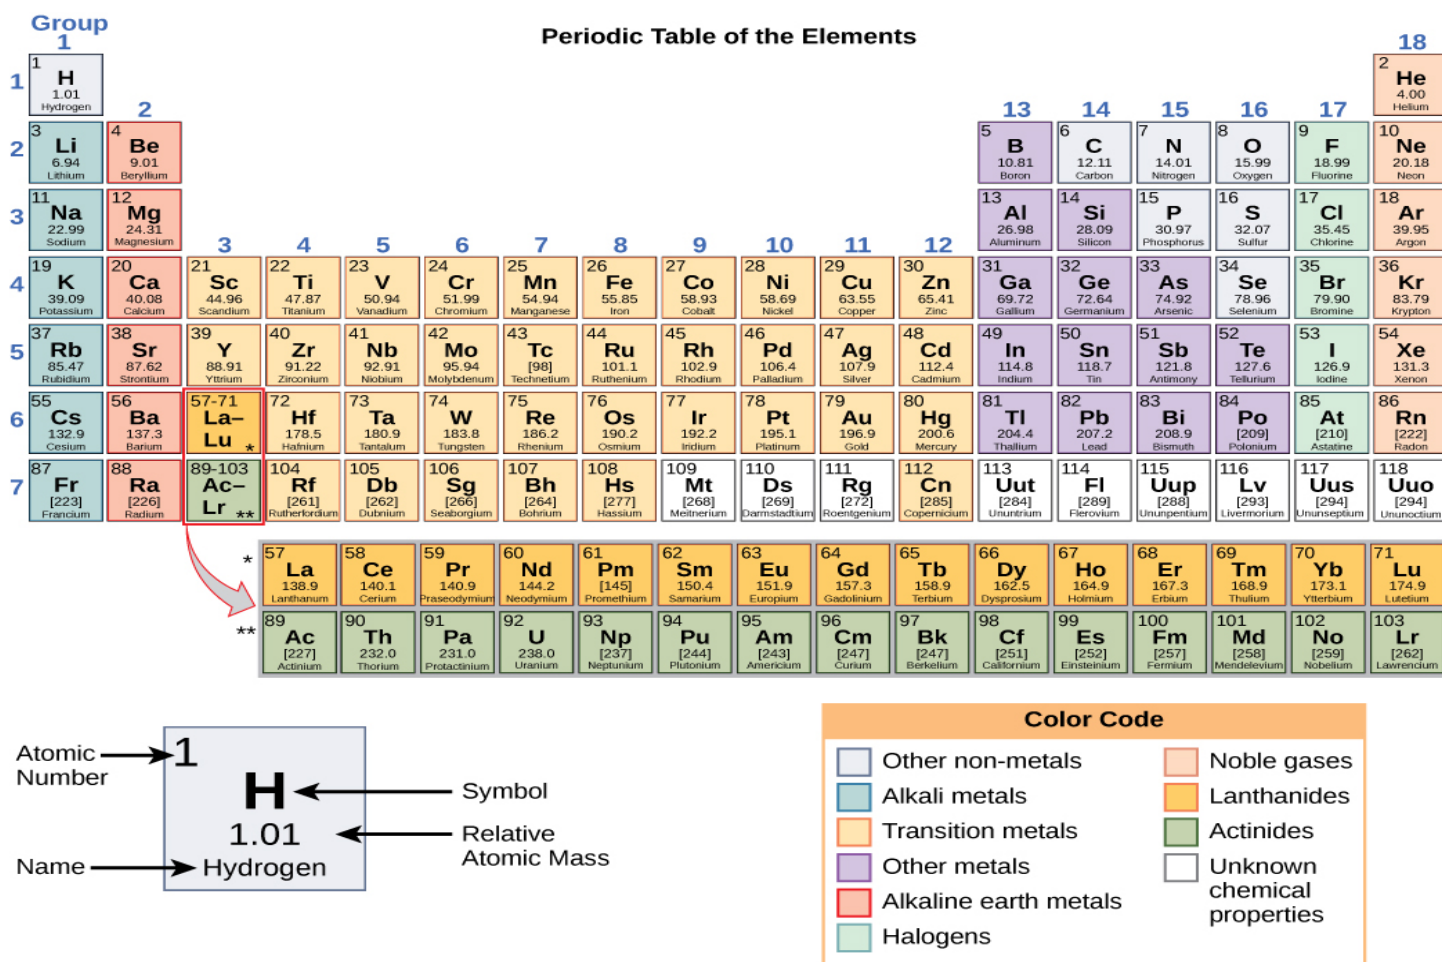 Group
Periodic Table of the Elements
1
18
1
1
H
1.01
Hydrogen
2
He
4.00
Helium
2
13
14
15
16
17
2
3
Li
6.94
Lithium
4
Be
9.01
Beryllium
5
B
10.81
Boron
6
C
12.11
Carbon
7
N
14.01
Nitrogen
8
O
15.99
Oxygen
9
F
18.99
Fluorine
10
Ne
20.18
Neon
3
11
Na
22.99
Sodium
12
Mg
24.31
Magnesium
13
Al
26.98
Aluminum
14
Si
28.09
Silicon
15
P
30.97
Phosphorus
16
S
32.07
Sulfur
17
Cl
35.45
Chlorine
18
Ar
39.95
Argon
3
4
5
6
7
8
9
10
11
12
4
19
K
39.09
Potassium
20
Ca
40.08
Calcium
21
Sc
44.96
Scandium
22
Ti
47.87
Titanium
23
V
50.94
Vanadium
24
Cr
51.99
Chromium
25
Mn
54.94
Manganese
26
Fe
55.85
Iron
27
Co
58.93
Cobalt
28
Ni
58.69
Nickel
29
Cu
63.55
Copper
30
Zn
65.41
Zinc
31
Ga
69.72
Gallium
32
Ge
72.64
Germanium
33
As
74.92
Arsenic
34
Se
78.96
Selenium
35
Br
79.90
Bromine
36
Kr
83.79
Krypton
5
37
Rb
85.47
Rubidium
38
Sr
87.62
Strontium
39
Y
88.91
Yttrium
40
Zr
91.22
Zirconium
41
Nb
92.91
Niobium
42
Mo
95.94
Molybdenum
43
Tc
[98]
Technetium
44
Ru
101.1
Ruthenium
45
Rh
102.9
Rhodium
46
Pd
106.4
Palladium
47
Ag
107.9
Silver
48
Cd
112.4
Cadmium
49
In
114.8
Indium
50
Sn
118.7
Tin
51
Sb
121.8
Antimony
52
Te
127.6
Tellurium
53
I
126.9
Iodine
54
Xe
131.3
Xenon
6
55
Cs
132.9
Cesium
56
Ba
137.3
Barium
57-71
La–
Lu *
72
Hf
178.5
Hafnium
73
Ta
180.9
Tantalum
74
W
183.8
Tungsten
75
Re
186.2
Rhenium
76
Os
190.2
Osmium
77
Ir
192.2
Iridium
78
Pt
195.1
Platinum
79
Au
196.9
Gold
80
Hg
200.6
Mercury
81
Tl
204.4
Thallium
82
Pb
207.2
Lead
83
Bi
208.9
Bismuth
84
Po
[209]
Polonium
85
At
[210]
Astatine
86
Rn
[222]
Radon
7
87
Fr
[223]
Francium
88
Ra
[226]
Radium
89-103
Ac–
Lr **
104
Rf
[261]
Rutherfordium
105
Db
[262]
Dubnium
106
Sg
[266]
Seaborgium
107
Bh
[264]
Bohrium
108
Hs
[277]
Hassium
109
Mt
[268]
Meitnerium
110
Ds
[269]
Darmstadtium
111
Rg
[272]
Roentgenium
112
Cn
[285]
Copernicium
113
Uut
[284]
Ununtrium
114
Fl
[289]
Flerovium
115
Uup
[288]
Ununpentium
116
Lv
[293]
Livermorium
117
Uus
[294]
Ununseptium
118
Uuo
[294]
Ununoctium
*
57
La
138.9
Lanthanum
58
Ce
140.1
Cerium
59
Pr
140.9
Praseodymium
60
Nd
144.2
Neodymium
61
Pm
[145]
Promethium
62
Sm
150.4
Samarium
63
Eu
151.9
Europium
64
Gd
157.3
Gadolinium
65
Tb
158.9
Terbium
66
Dy
162.5
Dysprosium
67
Ho
164.9
Holmium
68
Er
167.3
Erbium
69
Tm
168.9
Thulium
70
Yb
173.1
Ytterbium
71
Lu
174.9
Lutetium
**
89
Ac
[227]
Actinium
90
Th
232.0
Thorium
91
Pa
231.0
Protactinium
92
U
238.0
Uranium
93
Np
[237]
Neptunium
94
Pu
[244]
Plutonium
95
Am
[243]
Americium
96
Cm
[247]
Curium
97
Bk
[247]
Berkelium
98
Cf
[251]
Californium
99
Es
[252]
Einsteinium
100
Fm
[257]
Fermium
101
Md
[258]
Mendelevium
102
No
[259]
Nobelium
103
Lr
[262]
Lawrencium
Atomic
Number
1
H
1.01
Hydrogen
Symbol
Relative
Atomic Mass
Name
Color Code
Other non-metals
Alkali metals
Transition metals
Other metals
Alkaline earth metals
Halogens
Noble gases
Lanthanides
Actinides
Unknown
chemical
properties